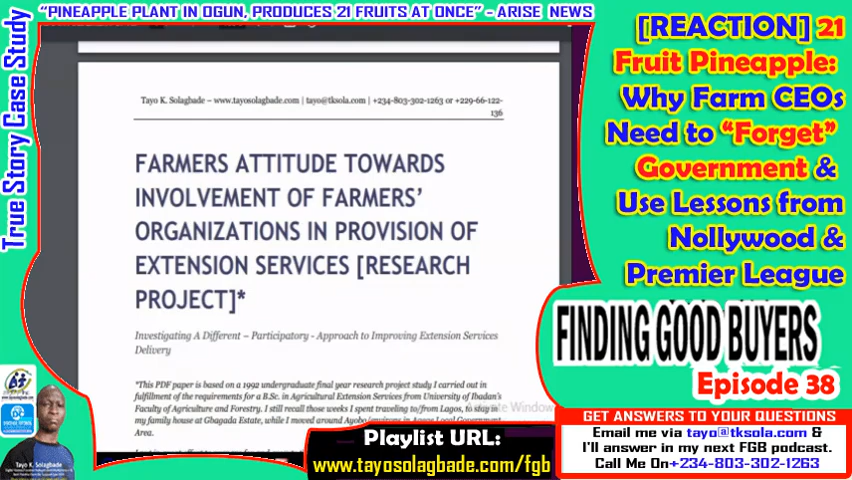 "PINEAPPLE PLANT IN OGUN, PRODUCES 21 FRUITS AT ONCE" - ARISE NEWS
True Story Case Study
Tayo K. Solagbade – www.tayosolagbade.com | tayo@tksola.com | +234-803-302-1263 or +229-66-122-
136
FARMERS ATTITUDE TOWARDS
INVOLVEMENT OF FARMERS'
ORGANIZATIONS IN PROVISION OF
EXTENSION SERVICES [RESEARCH
PROJECT]*
Investigating A Different – Participatory - Approach to Improving Extension Services
Delivery
*This PDF paper is based on a 1992 undergraduate final year research project study I carried out in
fulfillment of the requirements for a B.Sc. in Agricultural Extension Services from University of Ibadan's
Faculty of Agriculture and Forestry. I still recall those weeks I spent traveling to/from Lagos, to stay in
my family house at Gbagada Estate, while I moved around Ayobo environs in Local Government
Area.
Windows
[REACTION] 21
Fruit Pineapple:
Why Farm CEOs
Need to "Forget"
Government &
Use Lessons from
Nollywood &
Premier League
FINDING GOOD BUYERS
Episode 38
GET ANSWERS TO YOUR QUESTIONS
Email me via tayo@tksola.com &
I'll answer in my next FGB podcast.
Call Me On+234-803-302-1263
Playlist URL:
www.tayosolagbade.com/fgb
Tayo K. Solagbade